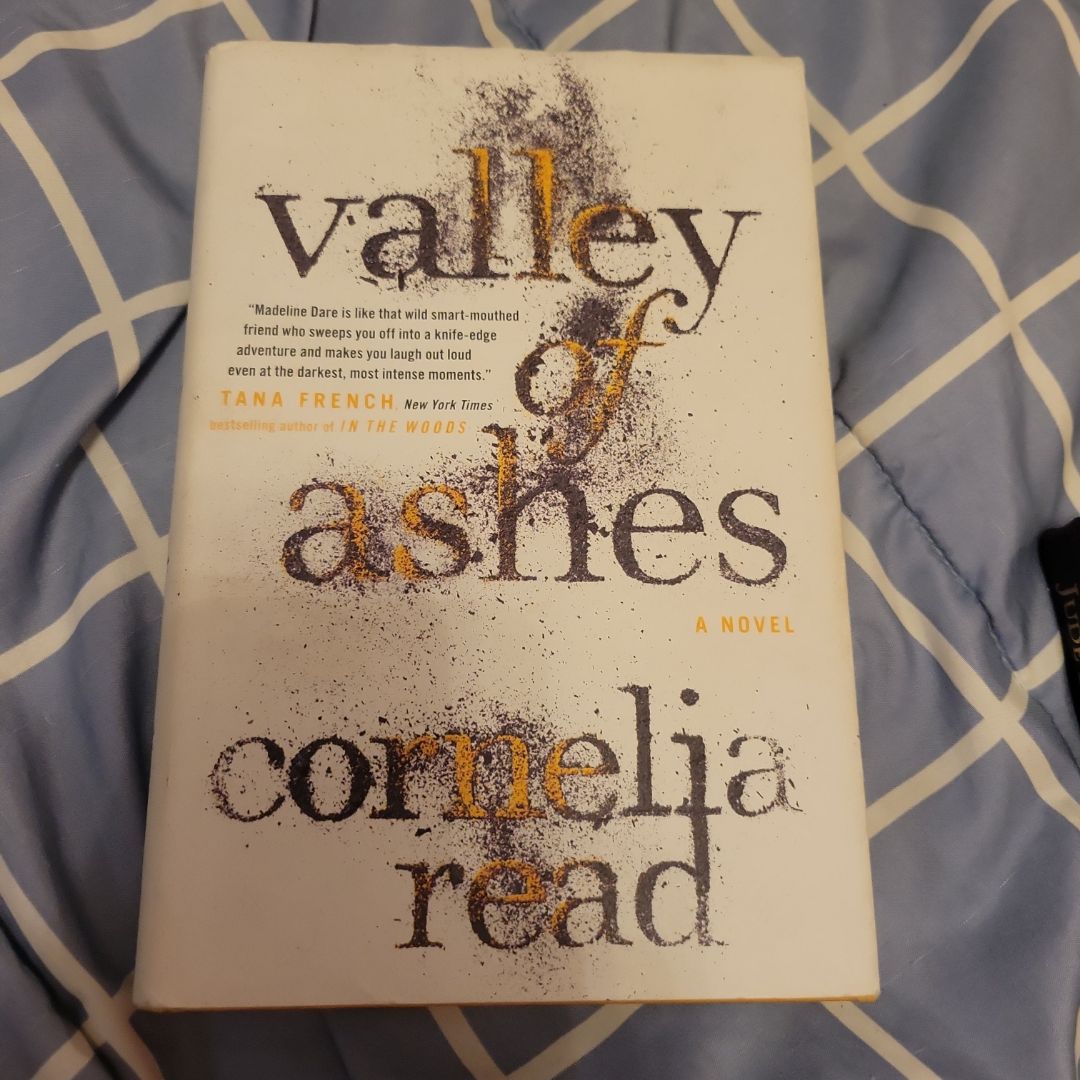 valley
of
ashes
"Madeline Dare is like that wild smart-mouthed
friend who sweeps you off into a knife-edge
adventure and makes you laugh out loud
even at the darkest, most intense moments."
TANA FRENCH, New York Times
bestselling author of IN THE WOODS
A NOVEL
cornelia
read
JUDE